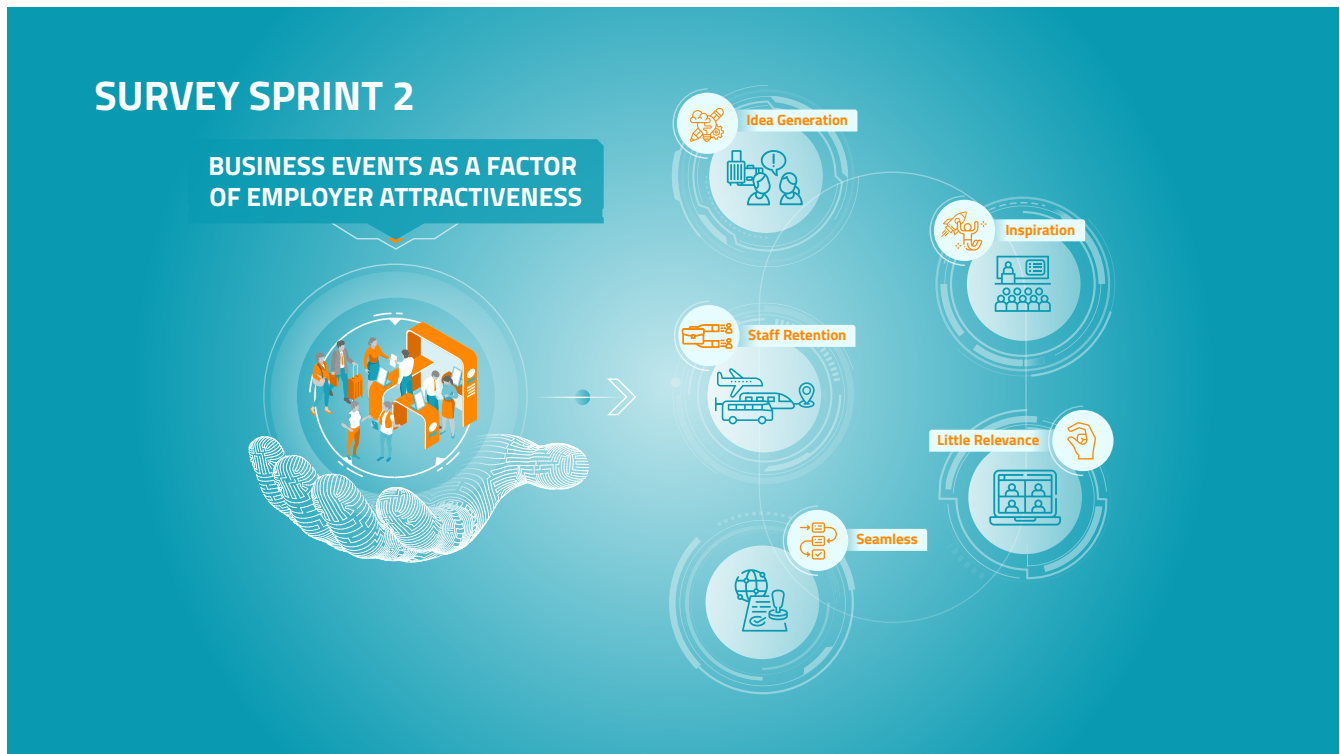 SURVEY SPRINT 2
BUSINESS EVENTS AS A FACTOR
OF EMPLOYER ATTRACTIVENESS
Idea Generation
Inspiration
Staff Retention
Little Relevance
Seamless